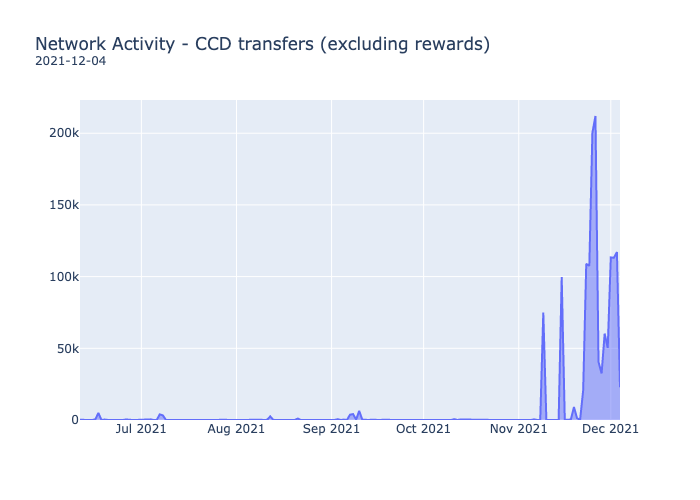 Network Activity - CCD transfers (excluding rewards)
2021-12-04
200k
150k
100k
50k
0
Jul 2021 Aug 2021 Sep 2021 Oct 2021 Nov 2021 Dec 2021